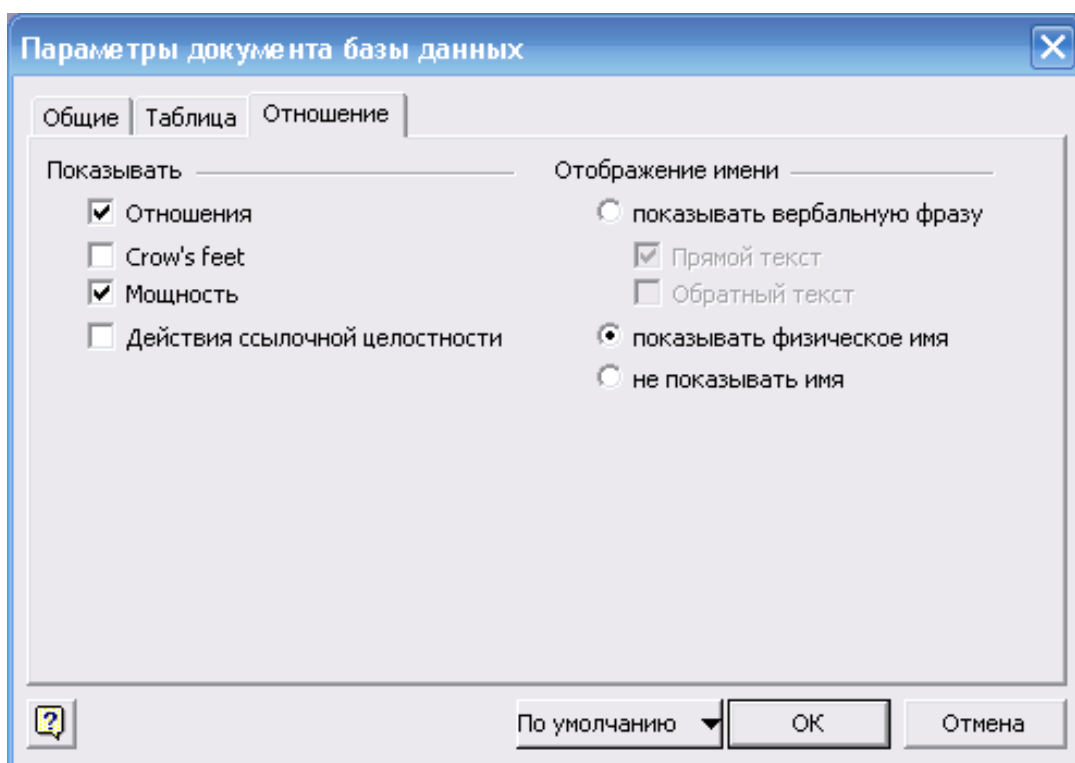 Параметры документа базы данных
Общие Таблица Отношение
Показывать
Отношения
Crow's feet
Мощность
Действия ссылочной целостности
Отображение имени
показывать вербальную фразу
Прямой текст
Обратный текст
показывать физическое имя
не показывать имя
По умолчанию OK Отмена